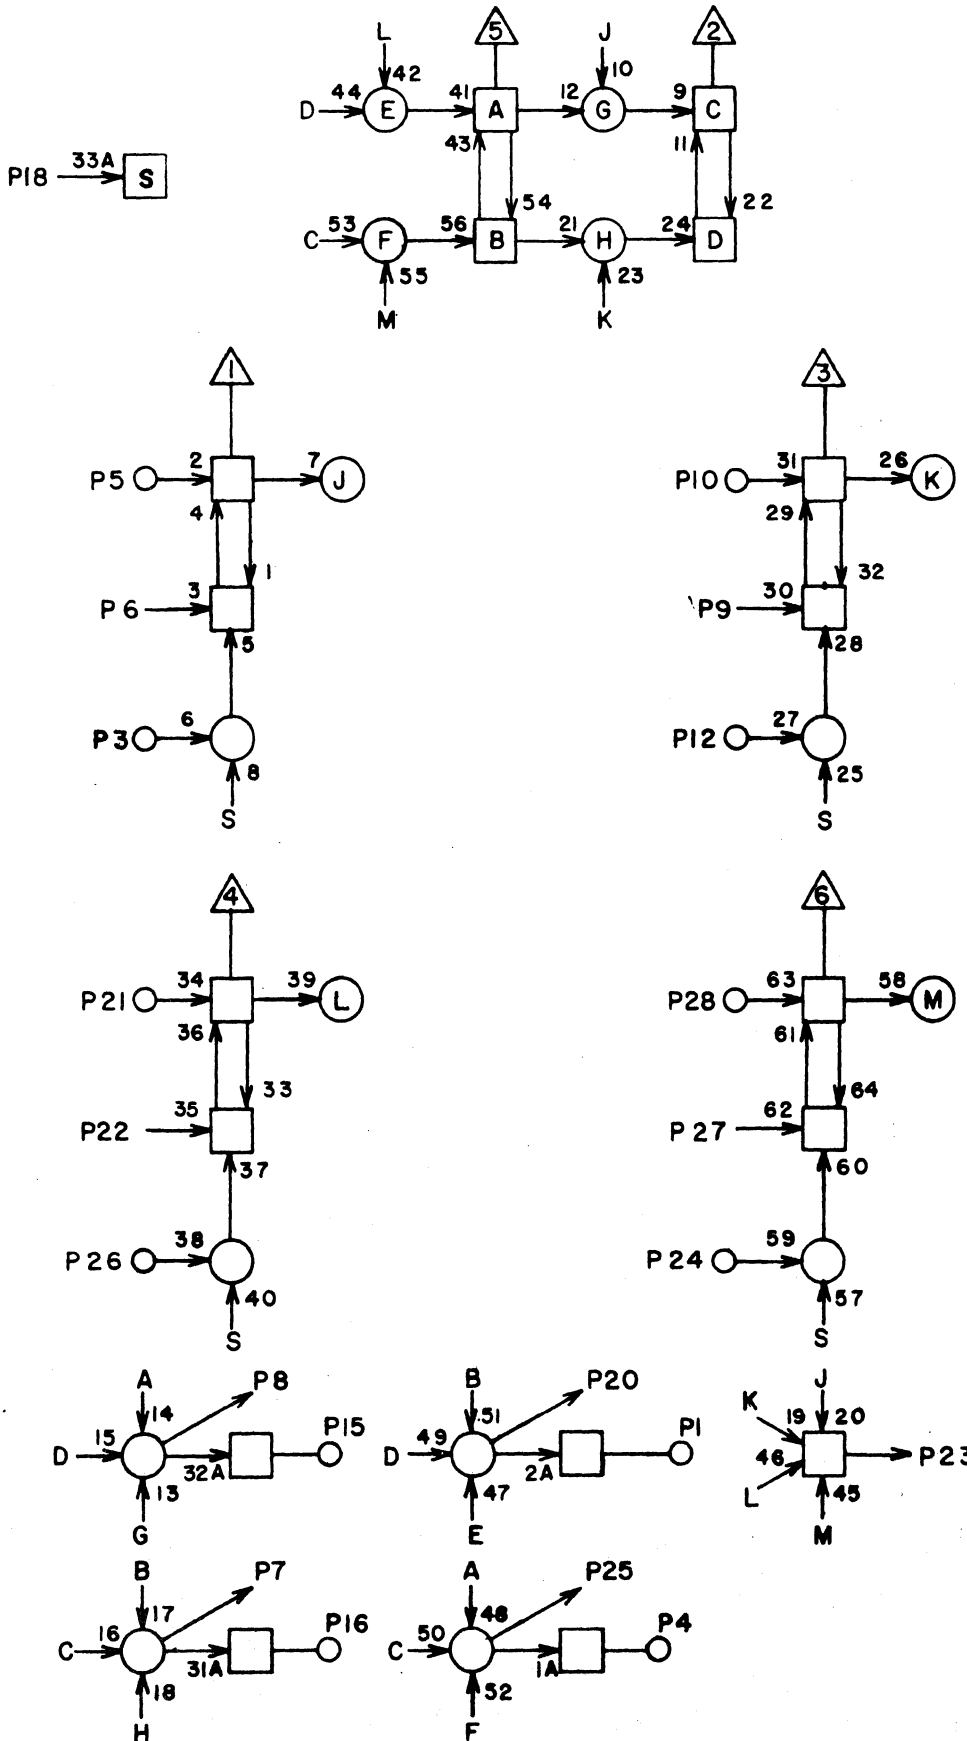 L 5 J 2
42 10
D 44 E 41 A 12 G 9 C
43 11
P18 33A S
54 22
C 53 F 56 B 21 H 24 D
55 23
M K
1 3
P5 2 7 J P10 31 26 K
4 29
1 32
P6 3 P9 30
5 28
P3 6 P12 27
8 25
S S
4 6
P21 34 39 L P28 63 58 M
36 61
33 64
P22 35 P27 62
37 60
P26 38 P24 59
40 57
S S
A P8 B P20 J
14 P15 51 P1 K 19 20
D 15 D 49 46 P23
32A 2A L 45
13 47
G E M
B P7 A P25
17 P16 48 P4
C 16 C 50
31A 1A
18 52
H F